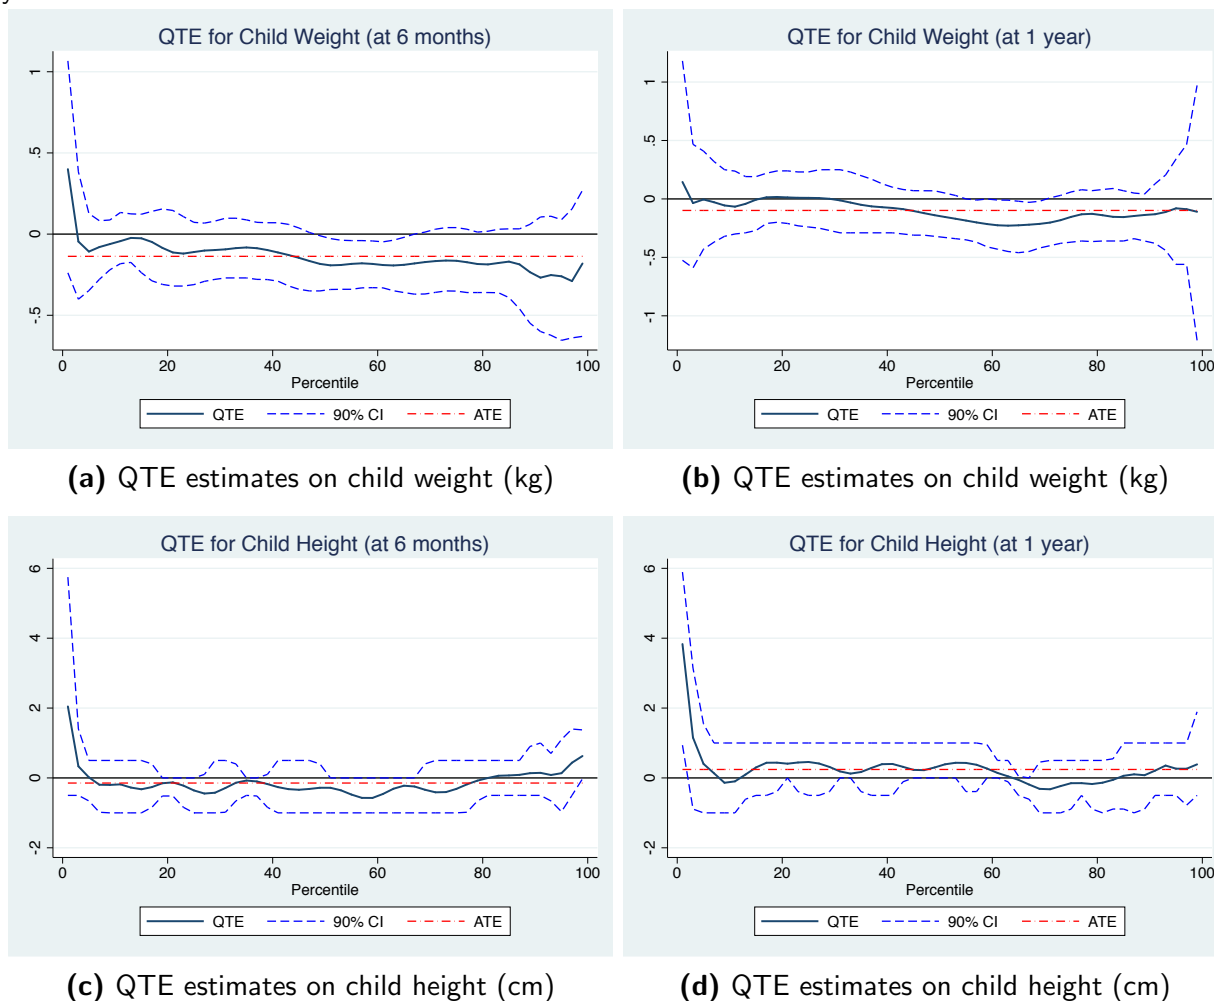 QTE for Child Weight (at 6 months)
1
.5
0
-.5
0 20 40 60 80 100
Percentile
QTE 90% CI ATE
(a) QTE estimates on child weight (kg)
QTE for Child Weight (at 1 year)
1
.5
0
-.5
-1
0 20 40 60 80 100
Percentile
QTE 90% CI ATE
(b) QTE estimates on child weight (kg)
QTE for Child Height (at 6 months)
6
4
2
0
-2
0 20 40 60 80 100
Percentile
QTE 90% CI ATE
(c) QTE estimates on child height (cm)
QTE for Child Height (at 1 year)
6
4
2
0
-2
0 20 40 60 80 100
Percentile
QTE 90% CI ATE
(d) QTE estimates on child height (cm)